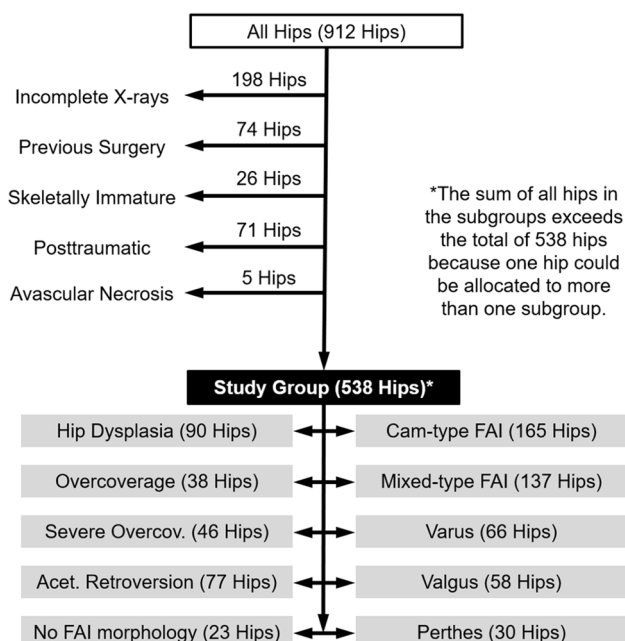 All Hips (912 Hips)
198 Hips
Incomplete X-rays
74 Hips
Previous Surgery
26 Hips
Skeletally Immature
71 Hips
Posttraumatic
5 Hips
Avascular Necrosis
*The sum of all hips in
the subgroups exceeds
the total of 538 hips
because one hip could
be allocated to more
than one subgroup.
Study Group (538 Hips)*
Hip Dysplasia (90 Hips)
Cam-type FAI (165 Hips)
Overcoverage (38 Hips)
Mixed-type FAI (137 Hips)
Severe Overcov. (46 Hips)
Varus (66 Hips)
Acet. Retroversion (77 Hips)
Valgus (58 Hips)
No FAI morphology (23 Hips)
Perthes (30 Hips)